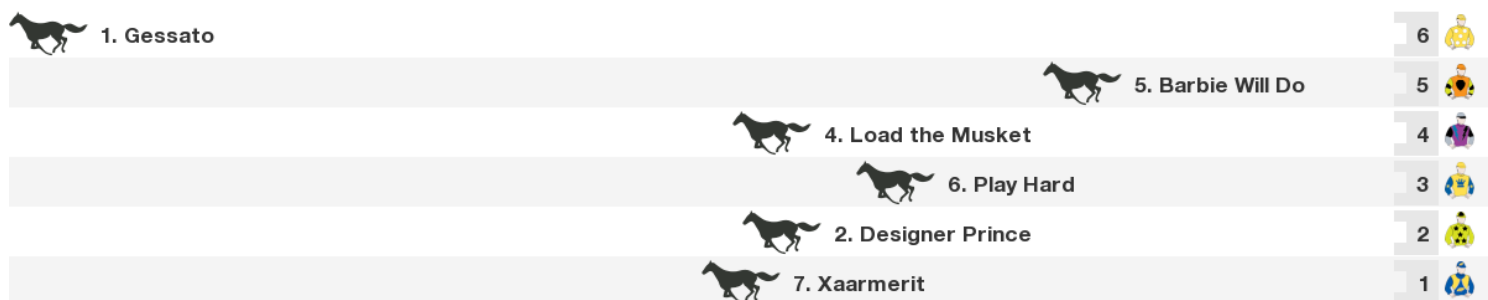 1. Gessato 6
5. Barbie Will Do 5
4. Load the Musket 4
6. Play Hard 3
2. Designer Prince 2
7. Xaarmerit 1